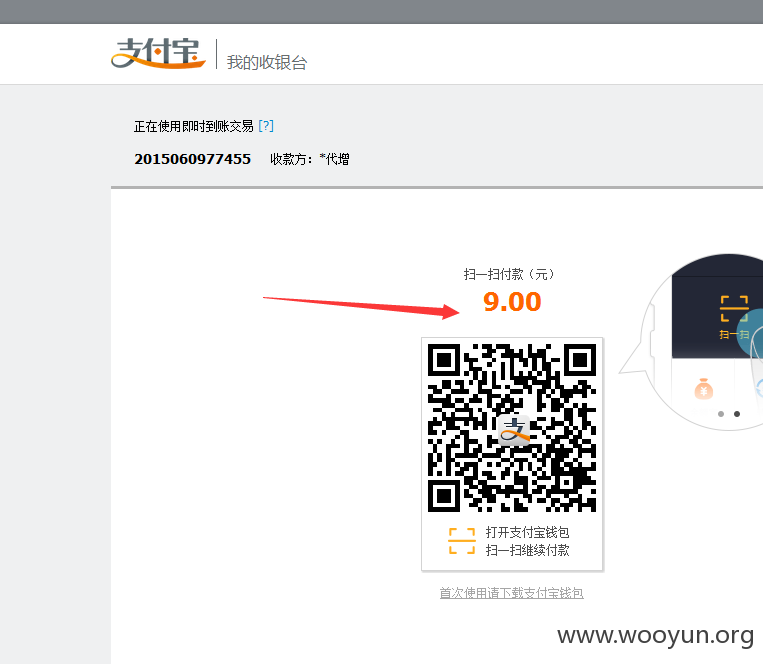 支付宝 我的收银台
正在使用即时到账交易 [?]
2015060977455 收款方：*代增
扫一扫付款（元）
9.00
扫一扫
打开支付宝钱包
扫一扫继续付款
首次使用请下载支付宝钱包
www.wooyun.org